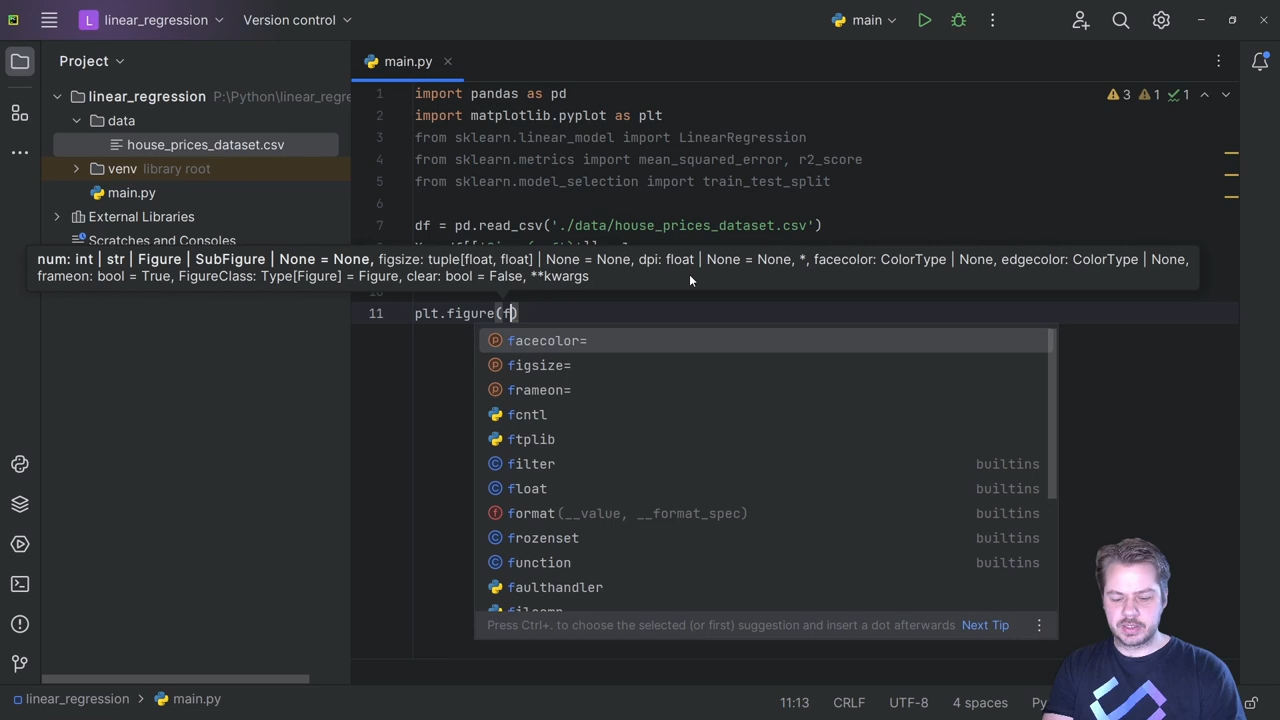 L linear_regression Version control main
Project
main.py
linear_regression P:\Python\linear_regre
data
house_prices_dataset.csv
venv library root
main.py
External Libraries
Scratches and Consoles
3 1 1
1 import pandas as pd
2 import matplotlib.pyplot as plt
3 from sklearn.linear_model import LinearRegression
4 from sklearn.metrics import mean_squared_error, r2_score
5 from sklearn.model_selection import train_test_split
6
7 df = pd.read_csv('./data/house_prices_dataset.csv')
num: int | str | Figure | SubFigure | None = None, figsize: tuple[float, float] | None = None, dpi: float | None = None, *, facecolor: ColorType | None, edgecolor: ColorType | None,
frameon: bool = True, FigureClass: Type[Figure] = Figure, clear: bool = False, **kwargs
11 plt.figure(f)
facecolor=
figsize=
frameon=
fcntl
ftplib
filter builtins
float builtins
format(__value, __format_spec) builtins
frozenset builtins
function builtins
faulthandler
Press Ctrl+. to choose the selected (or first) suggestion and insert a dot afterwards Next Tip
linear_regression main.py
11:13 CRLF UTF-8 4 spaces